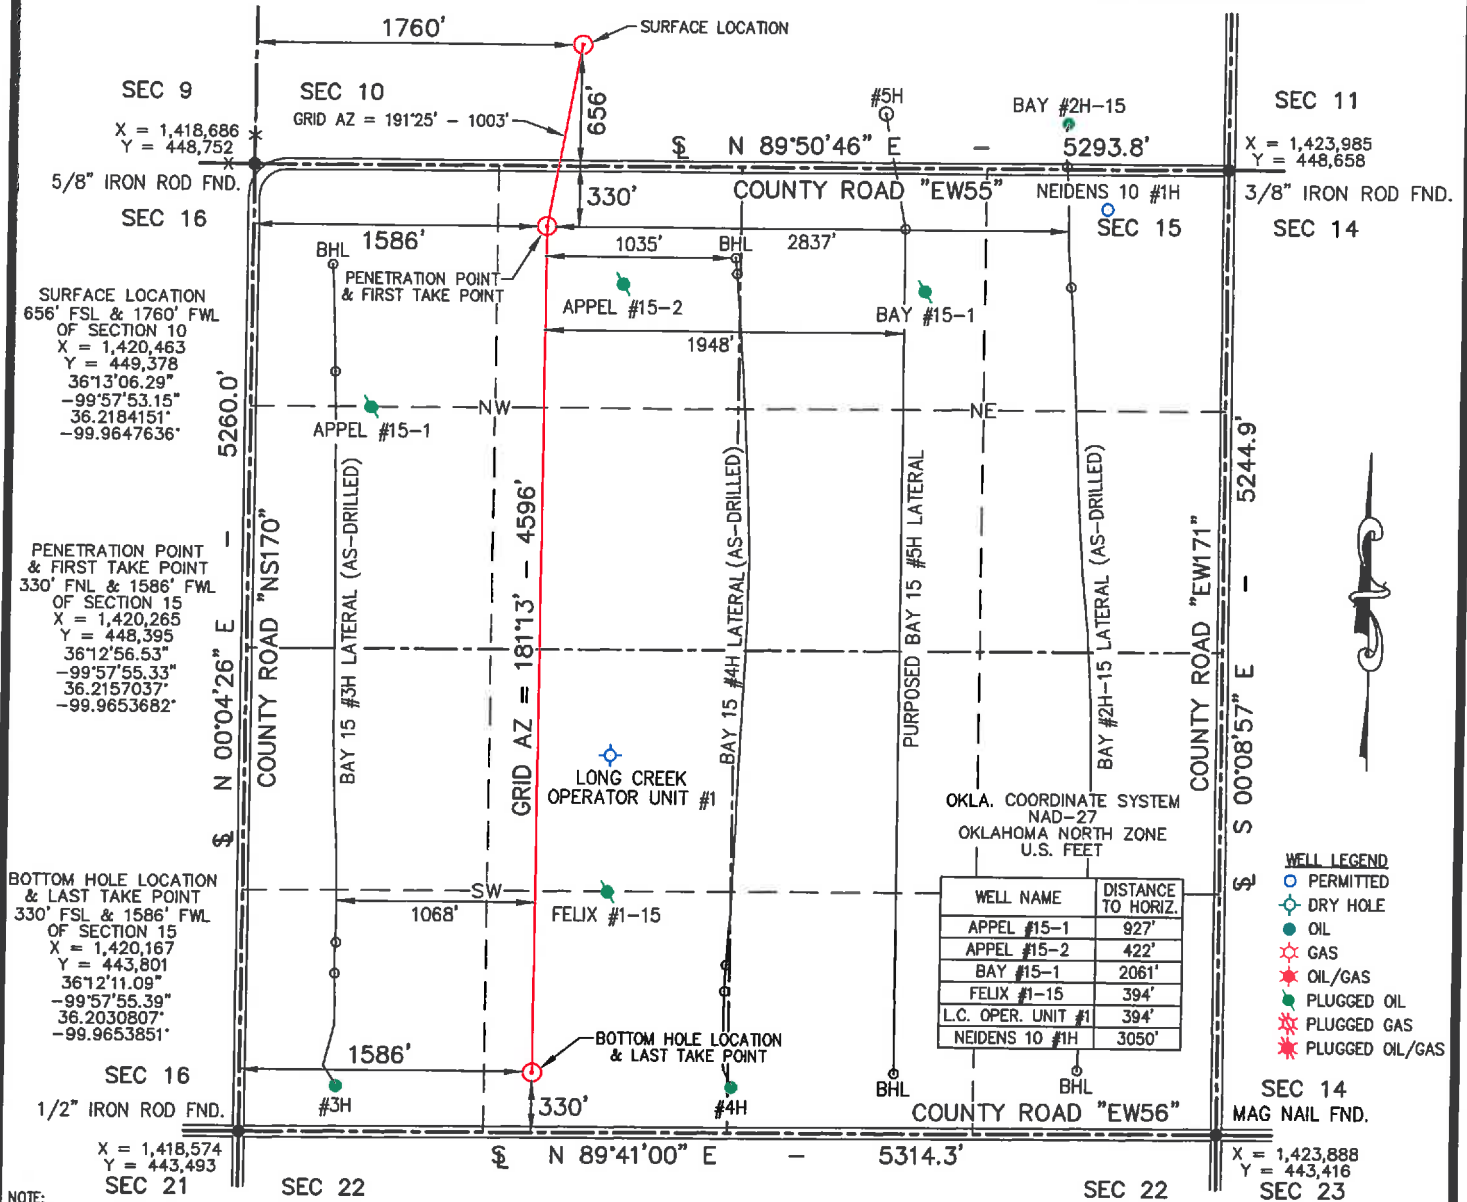 1760'
SURFACE LOCATION
SEC 9
SEC 10
GRID AZ = 191°25' - 1003'
656'
#5H
BAY #2H-15
SEC 11
X = 1,418,686
Y = 448,752
N 89°50'46" E - 5293.8'
X = 1,423,985
Y = 448,658
5/8" IRON ROD FND.
330'
COUNTY ROAD "EW55"
NEIDENS 10 #1H
3/8" IRON ROD FND.
SEC 16
SEC 15
SEC 14
1586'
1035'
2837'
BHL
BHL
PENETRATION POINT
& FIRST TAKE POINT
APPEL #15-2
BAY #15-1
1948'
SURFACE LOCATION
656' FSL & 1760' FWL
OF SECTION 10
X = 1,420,463
Y = 449,378
36°13'06.29"
-99°57'53.15"
36.2184151°
-99.9647636°
5260.0'
NW
NE
APPEL #15-1
5244.9'
BAY 15 #3H LATERAL (AS-DRILLED)
GRID AZ = 181°13' - 4596'
BAY 15 #4H LATERAL (AS-DRILLED)
PURPOSED BAY 15 #5H LATERAL
BAY #2H-15 LATERAL (AS-DRILLED)
COUNTY ROAD "NS170"
N 00°04'26" E -
COUNTY ROAD "EW171"
S 00°08'57" E -
PENETRATION POINT
& FIRST TAKE POINT
330' FNL & 1586' FWL
OF SECTION 15
X = 1,420,265
Y = 448,395
36°12'56.53"
-99°57'55.33"
36.2157037°
-99.9653682°
LONG CREEK
OPERATOR UNIT #1
OKLA. COORDINATE SYSTEM
NAD-27
OKLAHOMA NORTH ZONE
U.S. FEET
BOTTOM HOLE LOCATION
& LAST TAKE POINT
330' FSL & 1586' FWL
OF SECTION 15
X = 1,420,167
Y = 443,801
36°12'11.09"
-99°57'55.39"
36.2030807°
-99.9653851°
SW
1068'
FELIX #1-15
WELL NAME DISTANCE TO HORIZ.
APPEL #15-1 927'
APPEL #15-2 422'
BAY #15-1 2061'
FELIX #1-15 394'
L.C. OPER. UNIT #1 394'
NEIDENS 10 #1H 3050'
WELL LEGEND
PERMITTED
DRY HOLE
OIL
GAS
OIL/GAS
PLUGGED OIL
PLUGGED GAS
PLUGGED OIL/GAS
BOTTOM HOLE LOCATION
& LAST TAKE POINT
1586'
SEC 16
#3H
330'
#4H
BHL
BHL
SEC 14
1/2" IRON ROD FND.
COUNTY ROAD "EW56"
MAG NAIL FND.
X = 1,418,574
Y = 443,493
N 89°41'00" E - 5314.3'
X = 1,423,888
Y = 443,416
SEC 21
SEC 22
SEC 22
SEC 23
NOTE: